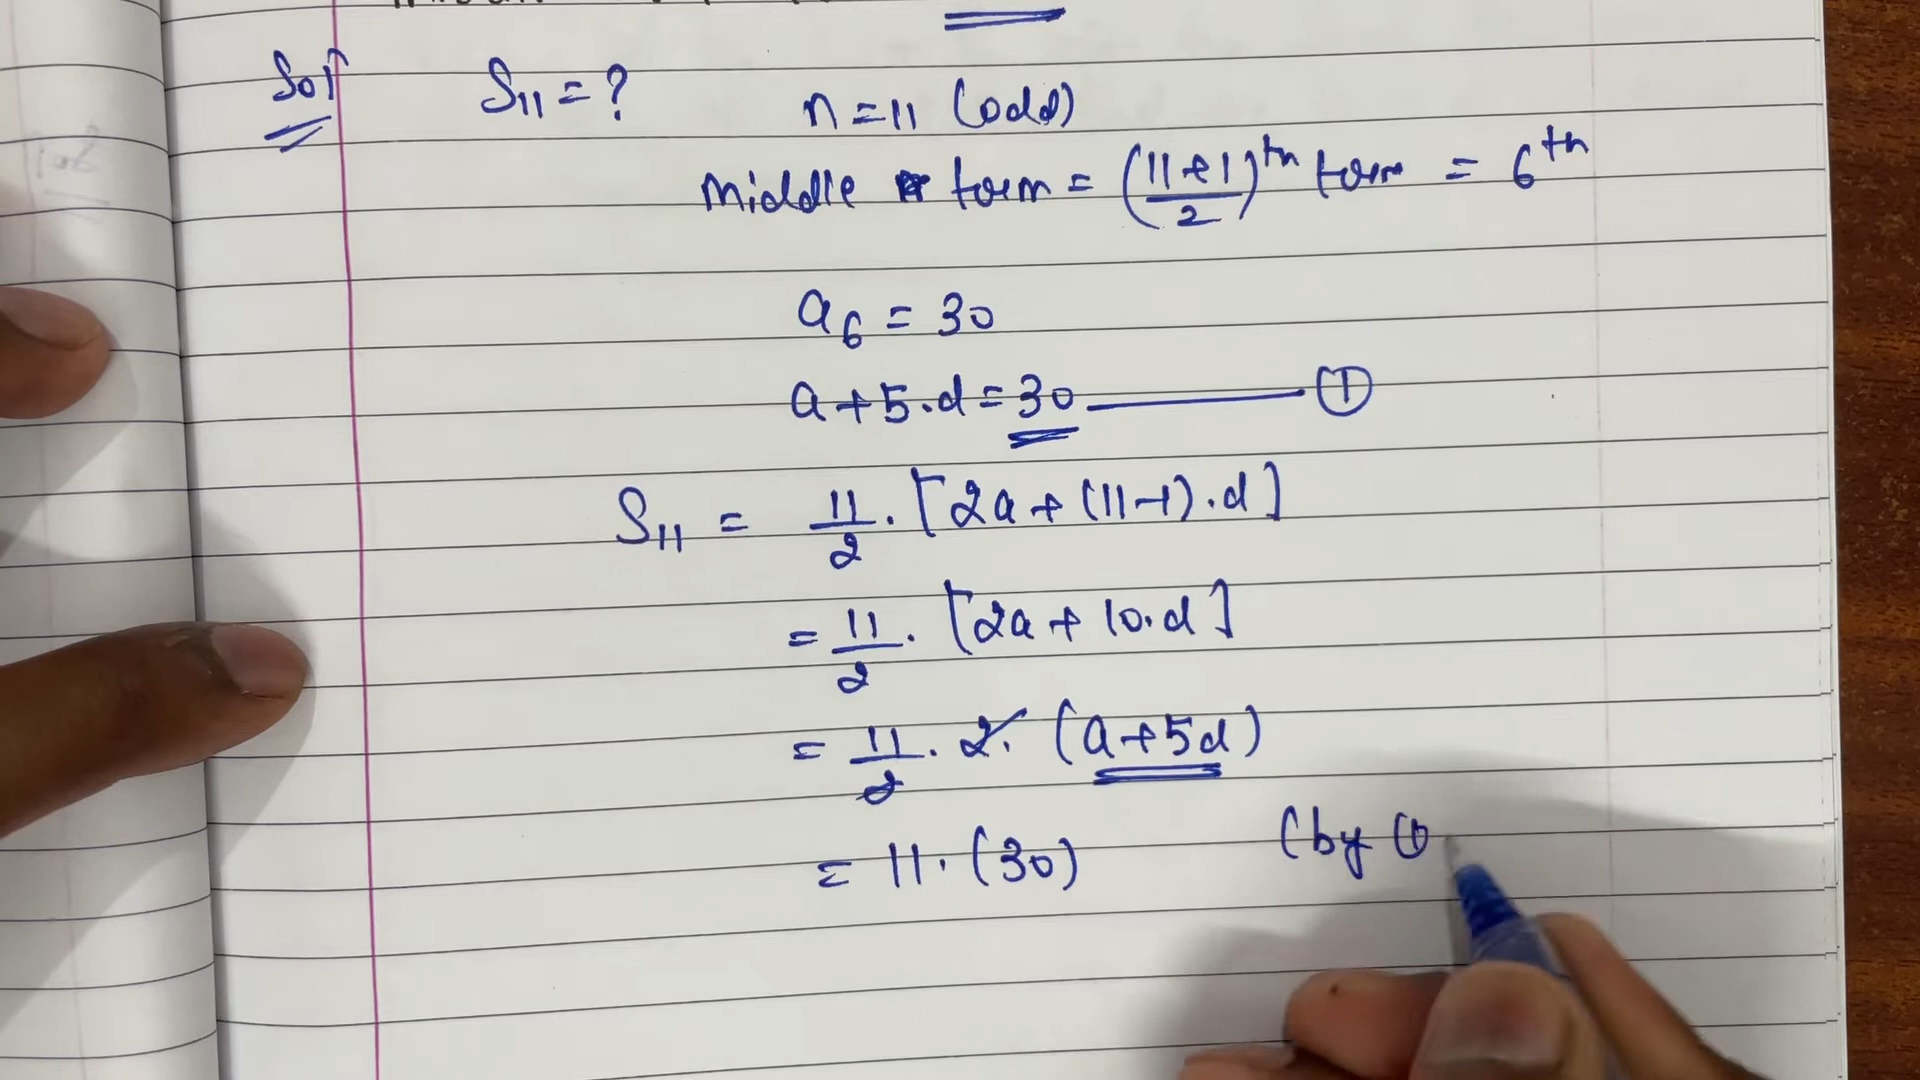 Sol
S₁₁ = ? n = 11 (odd)
Middle term = (11+1/2)th term = 6th
a₆ = 30
a + 5.d = 30 ——— ①
S₁₁ = 11/2 . [2a + (11-1).d]
= 11/2 . [2a + 10.d]
= 11/2 . 2. (a + 5d)
= 11. (30) (by ①